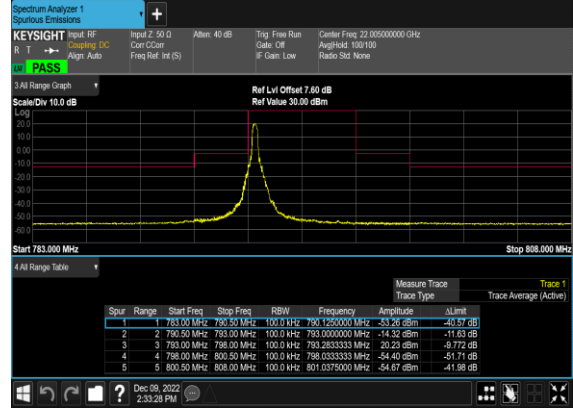 Spectrum Analyzer 1
Spurious Emissions
+
KEYSIGHT Input: RF Input Z: 50 Ω Atten: 40 dB Trig: Free Run Center Freq: 22.005000000 GHz
R T Coupling: DC Corr CCorr Gate: Off Avg|Hold: 100/100
Align: Auto Freq Ref: Int (S) IF Gain: Low Radio Std: None
PASS
3 All Range Graph
Ref Lvl Offset 7.60 dB
Scale/Div 10.0 dB Ref Value 30.00 dBm
Log
20.0
10.0
0.00
-10.0
-20.0
-30.0
-40.0
-50.0
-60.0
Start 783.000 MHz Stop 808.000 MHz
4 All Range Table
Measure Trace Trace 1
Trace Type Trace Average (Active)
Spur Range Start Freq Stop Freq RBW Frequency Amplitude ΔLimit
1 1 783.00 MHz 790.50 MHz 100.0 kHz 790.1250000 MHz -53.26 dBm -40.57 dB
2 2 790.50 MHz 793.00 MHz 100.0 kHz 793.0000000 MHz -14.32 dBm -11.63 dB
3 3 793.00 MHz 798.00 MHz 100.0 kHz 793.2833333 MHz 20.23 dBm -9.772 dB
4 4 798.00 MHz 800.50 MHz 100.0 kHz 798.0333333 MHz -54.40 dBm -51.71 dB
5 5 800.50 MHz 808.00 MHz 100.0 kHz 801.0375000 MHz -54.67 dBm -41.98 dB
? Dec 09, 2022
2:33:28 PM